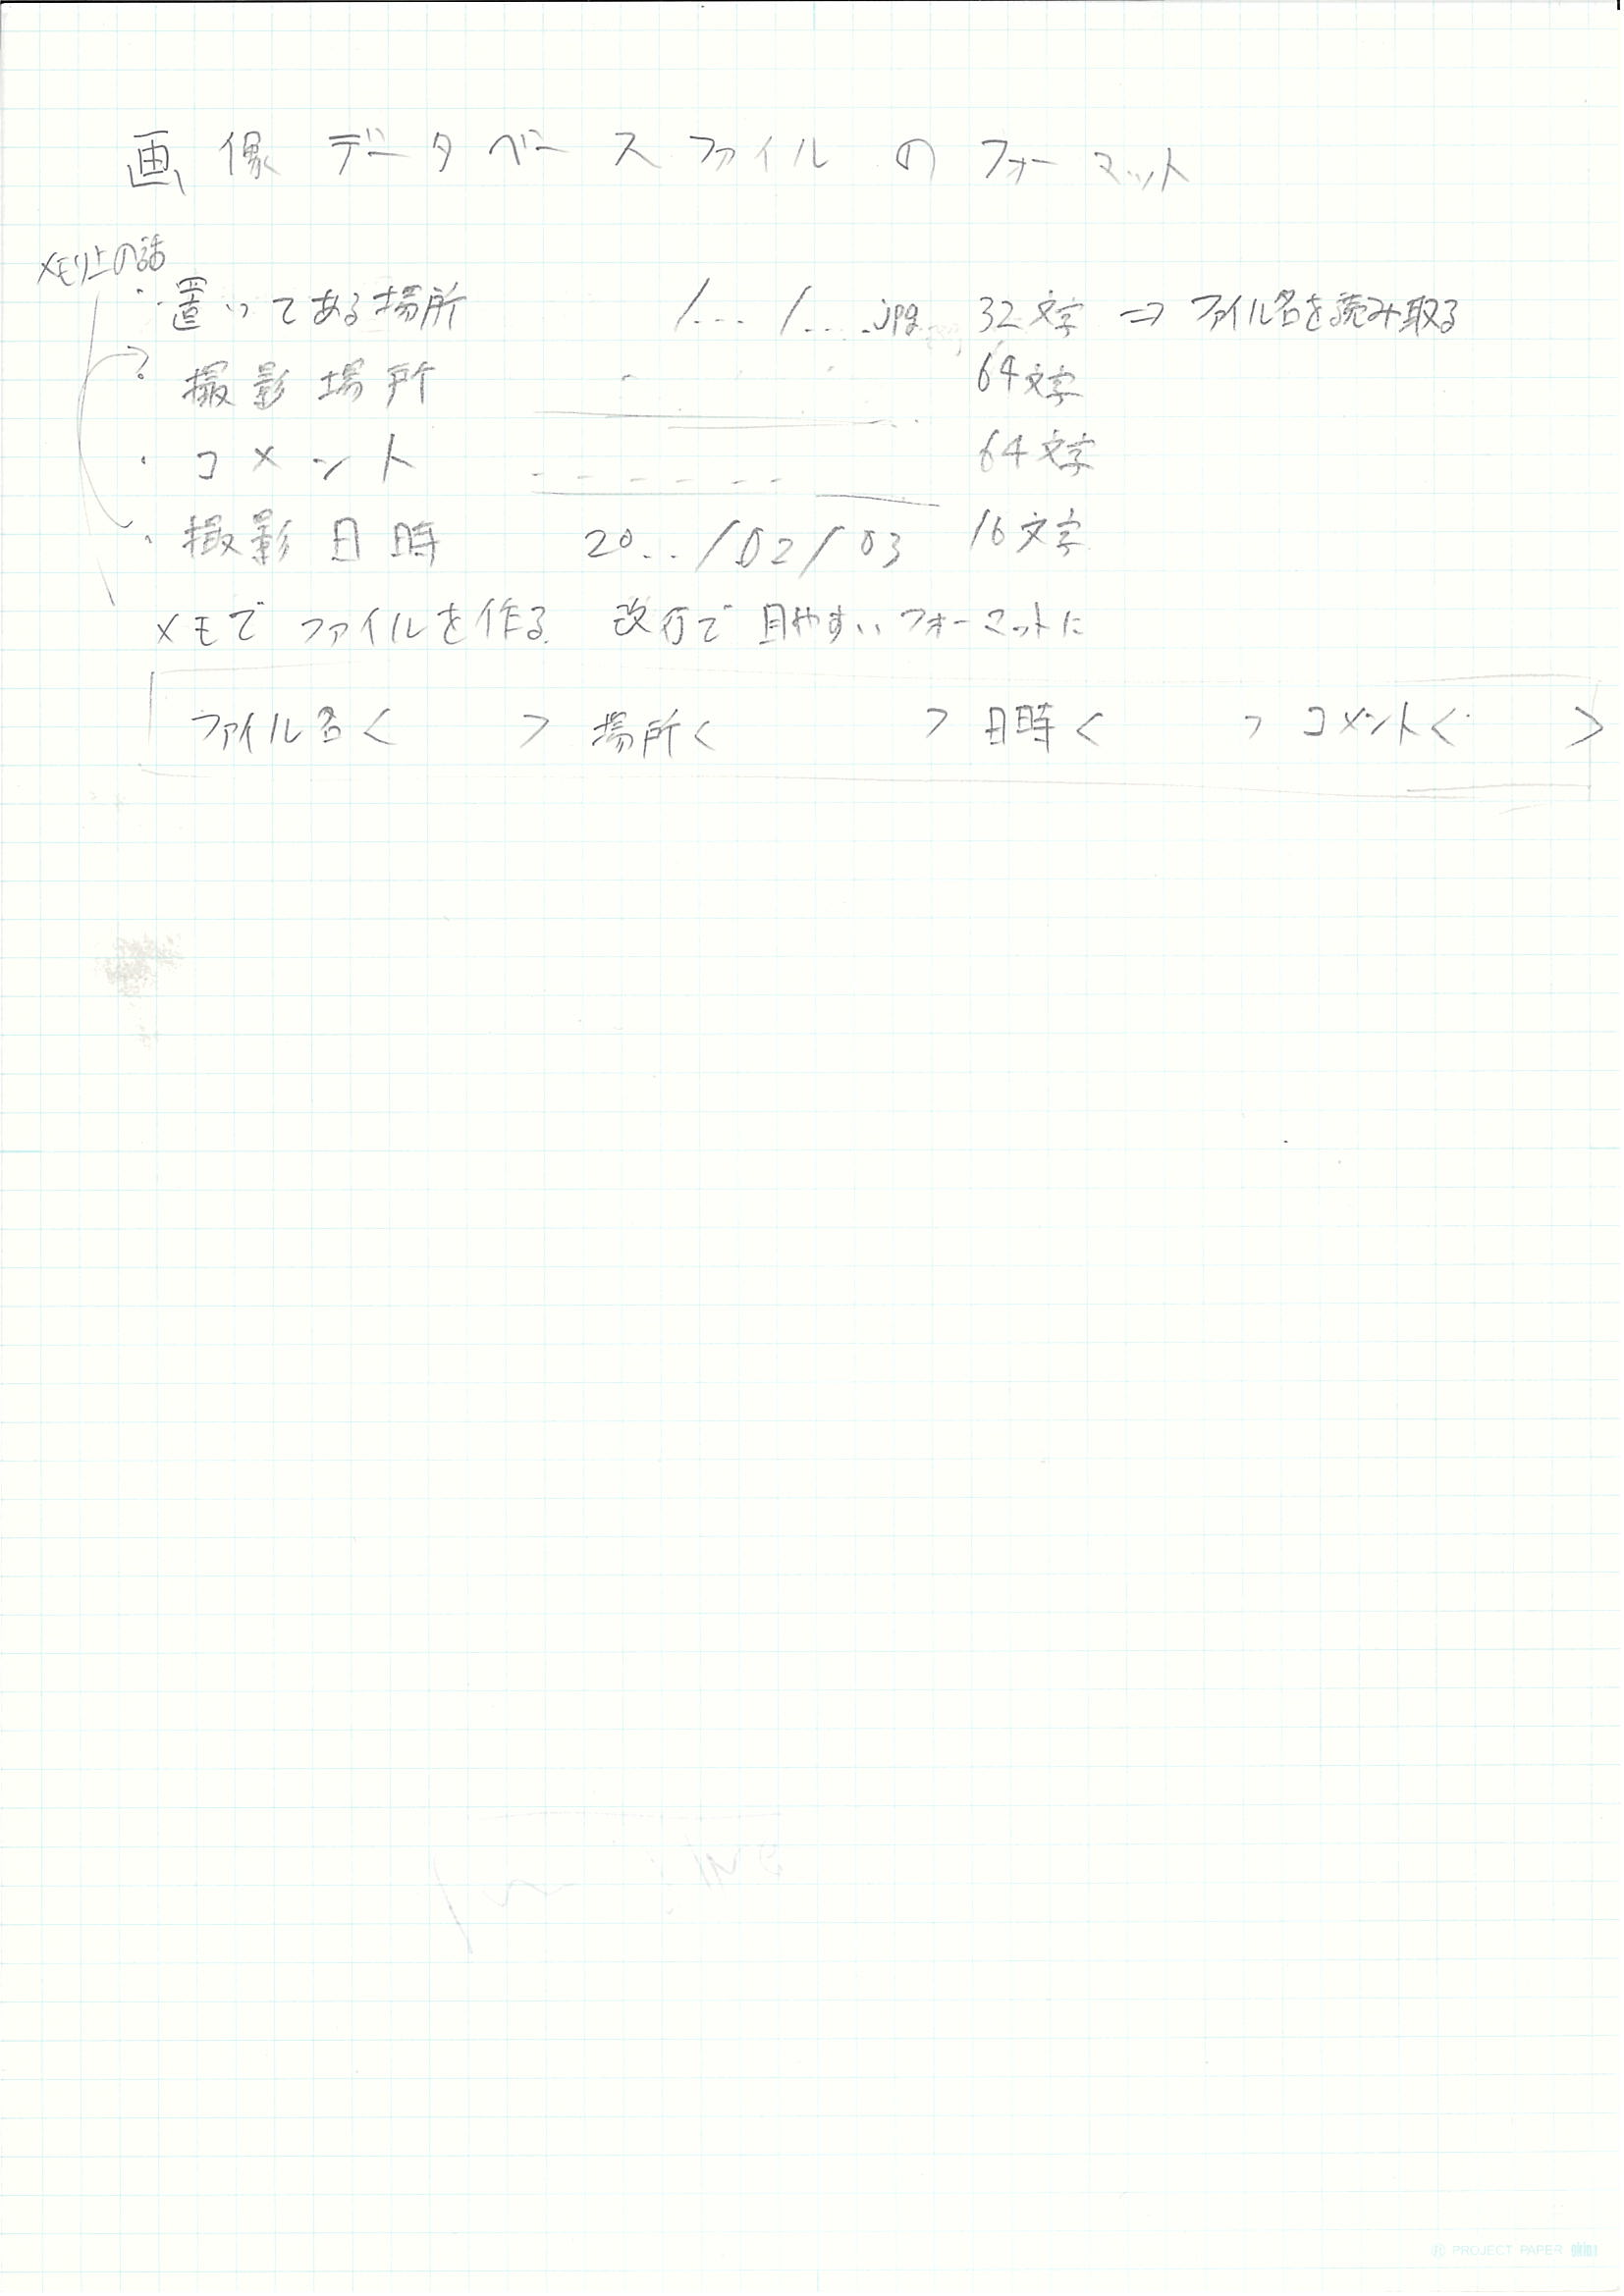 画像データベースファイルのフォーマット
メモリ上の話
・置いてある場所 /... /... .jpg 32文字 ⇒ ファイル名を読み取る
・撮影場所 64文字
・コメント 64文字
・撮影日時 20../02/03 16文字
メモでファイルを作る 改行で目やすいフォーマットに
ファイル名< > 場所< > 日時< > コメント< >
PROJECT PAPER